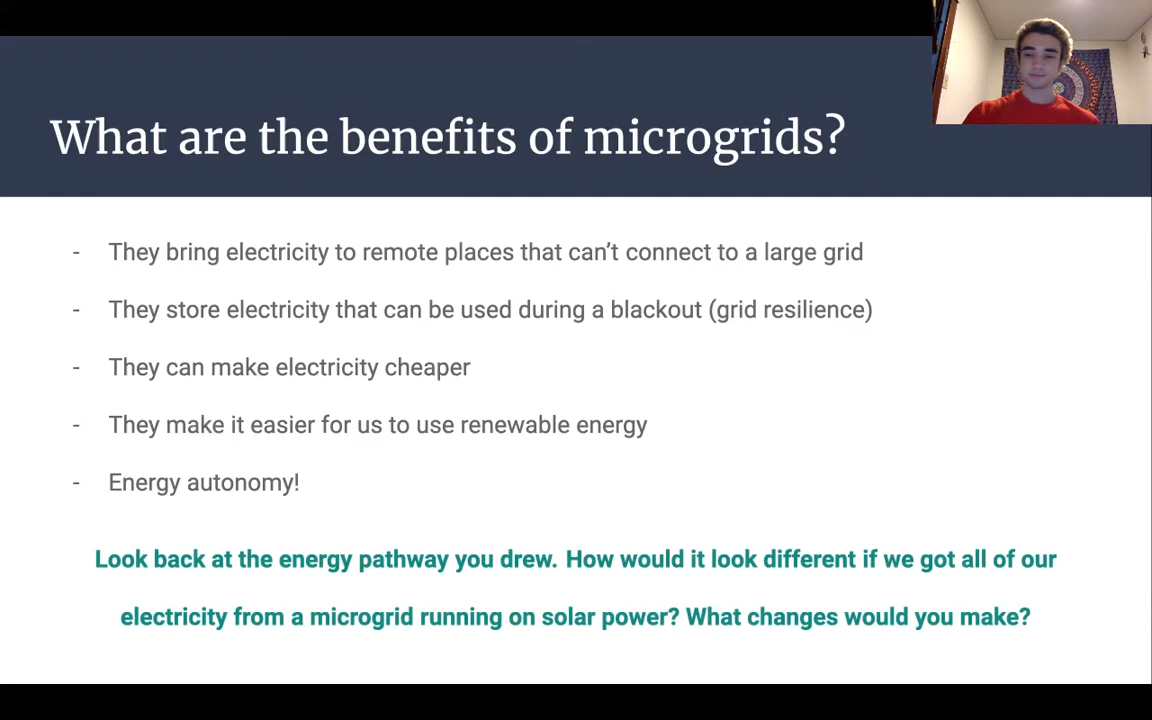 What are the benefits of microgrids?
- They bring electricity to remote places that can’t connect to a large grid
- They store electricity that can be used during a blackout (grid resilience)
- They can make electricity cheaper
- They make it easier for us to use renewable energy
- Energy autonomy!
Look back at the energy pathway you drew. How would it look different if we got all of our
electricity from a microgrid running on solar power? What changes would you make?